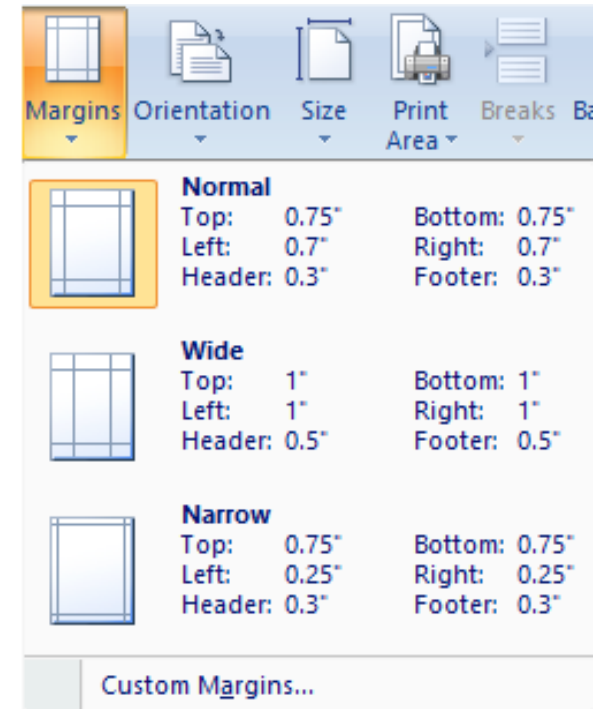 Margins Orientation Size Print Breaks Ba
Area
Normal
Top: 0.75" Bottom: 0.75"
Left: 0.7" Right: 0.7"
Header: 0.3" Footer: 0.3"
Wide
Top: 1" Bottom: 1"
Left: 1" Right: 1"
Header: 0.5" Footer: 0.5"
Narrow
Top: 0.75" Bottom: 0.75"
Left: 0.25" Right: 0.25"
Header: 0.3" Footer: 0.3"
Custom Margins...